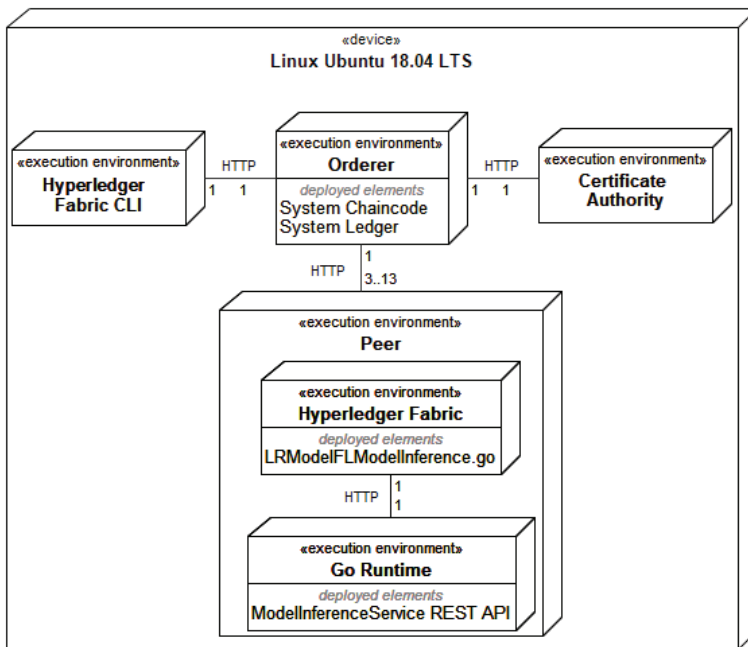 «device»
Linux Ubuntu 18.04 LTS
«execution environment»
Hyperledger
Fabric CLI
HTTP
1 1
«execution environment»
Orderer
deployed elements
System Chaincode
System Ledger
HTTP
1 1
«execution environment»
Certificate
Authority
1
HTTP
3..13
«execution environment»
Peer
«execution environment»
Hyperledger Fabric
deployed elements
LRModelFLModelInference.go
HTTP
1
1
«execution environment»
Go Runtime
deployed elements
ModelInferenceService REST API